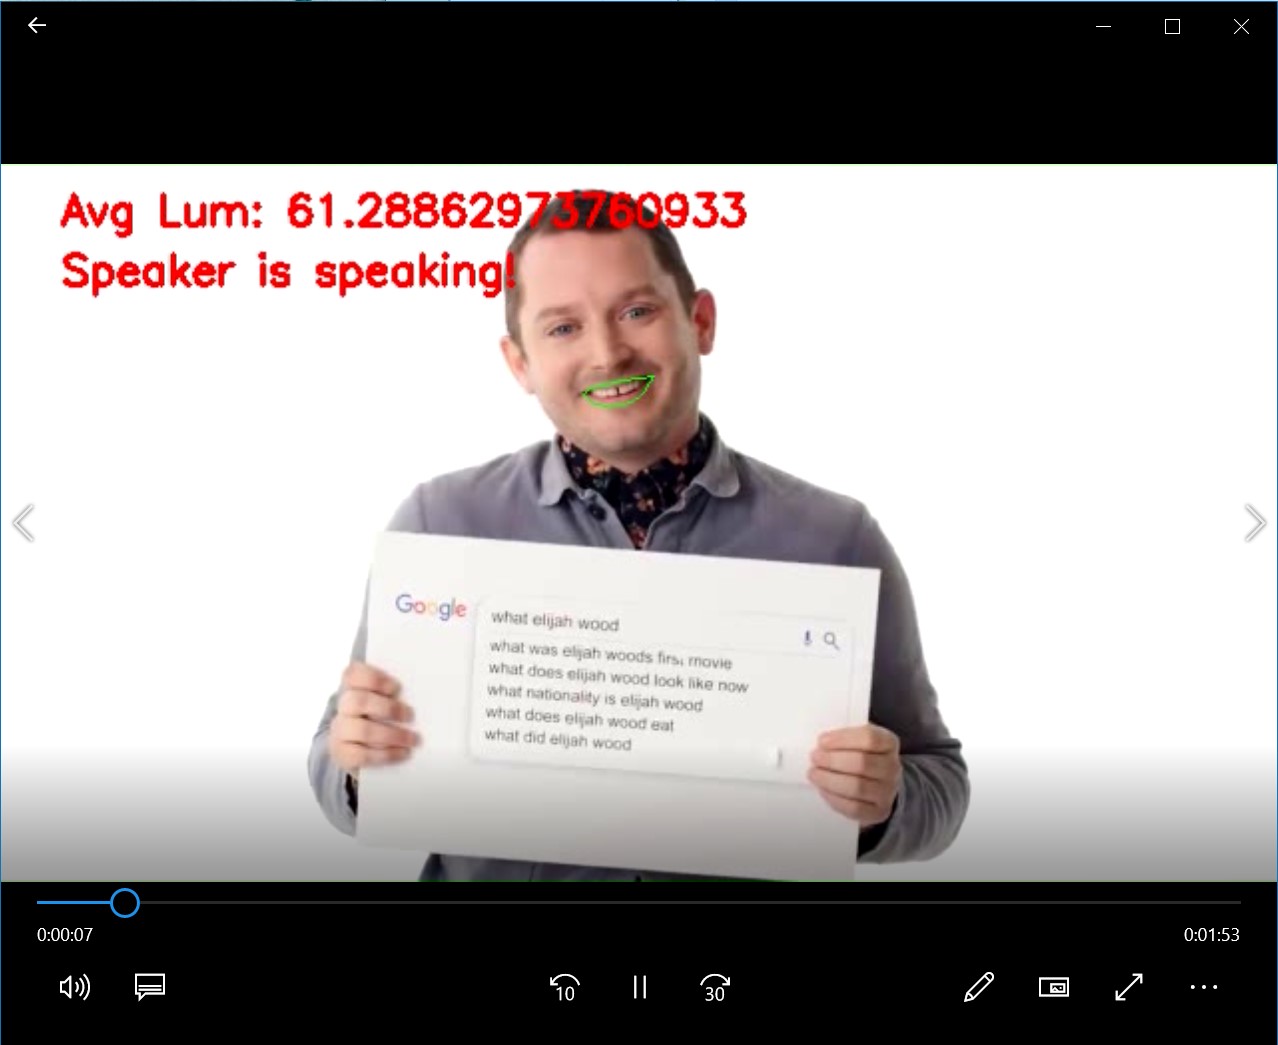 Avg Lum: 61.28862973760933
Speaker is speaking!
Google
what elijah wood
what was elijah woods first movie
what does elijah wood look like now
what nationality is elijah wood
what does elijah wood eat
what did elijah wood
0:00:07
0:01:53
10
30